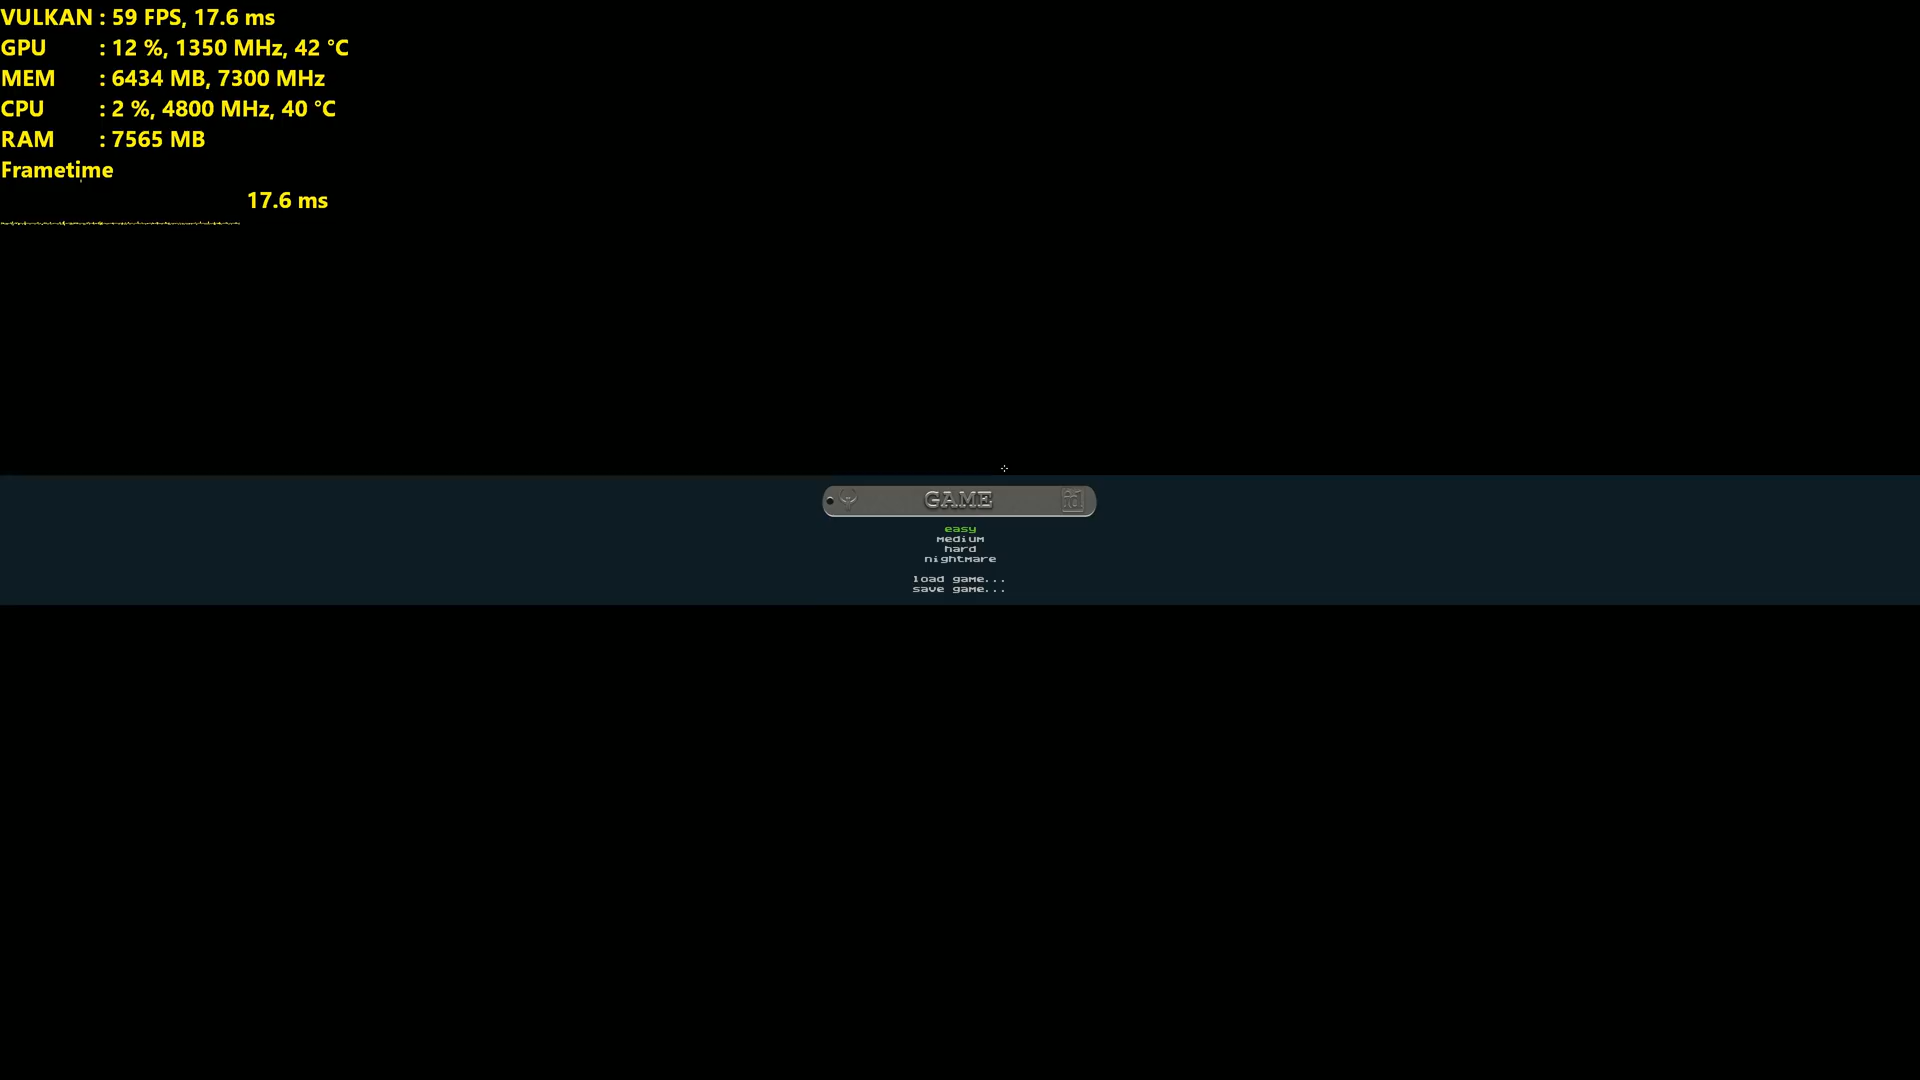 VULKAN : 59 FPS, 17.6 ms
GPU : 12 %, 1350 MHz, 42 °C
MEM : 6434 MB, 7300 MHz
CPU : 2 %, 4800 MHz, 40 °C
RAM : 7565 MB
Frametime
17.6 ms
GAME id
easy
medium
hard
nightmare
load game...
save game...